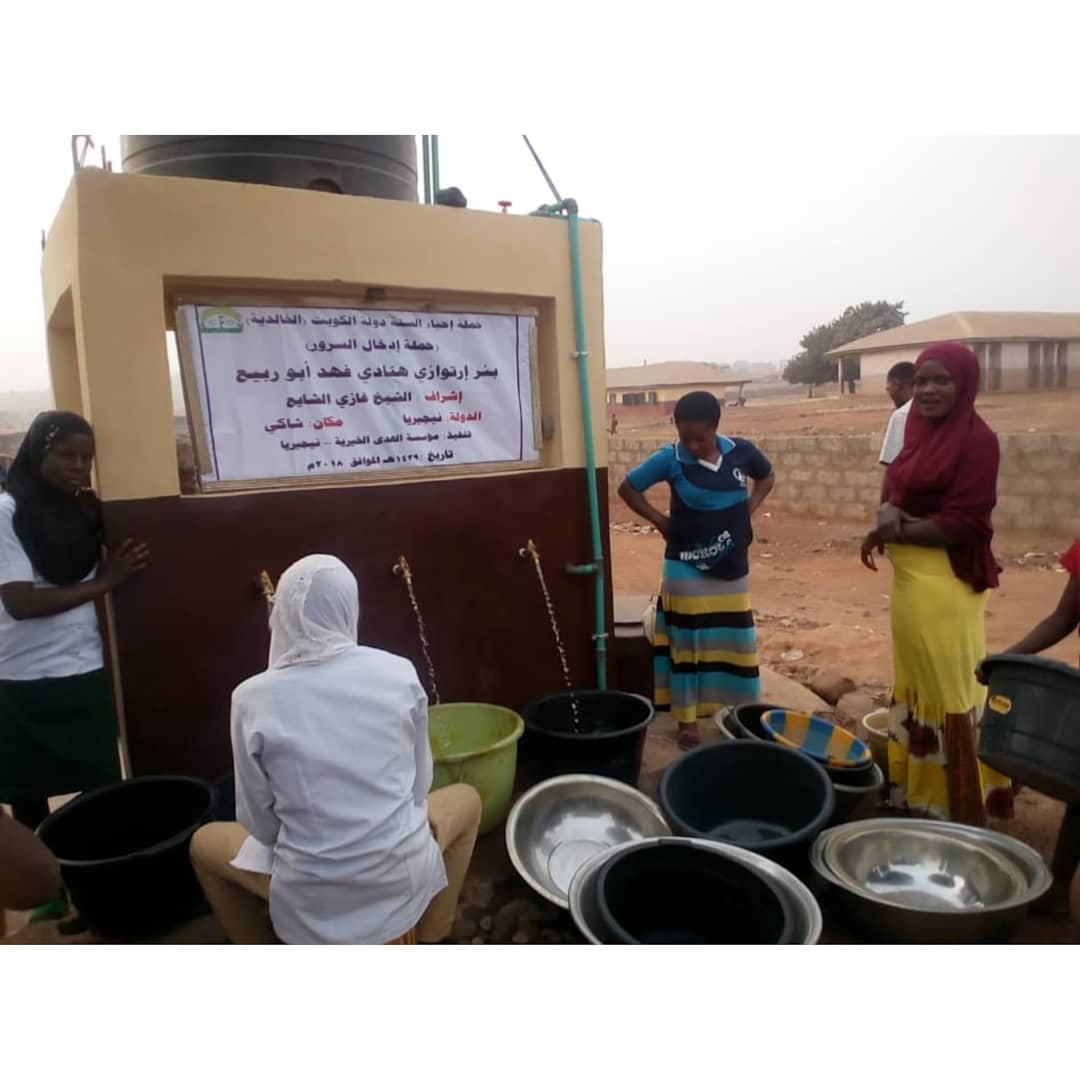 حملة إحياء السنة دولة الكويت (الخالدية)
(حملة إدخال السرور)
بئر إرتوازي هنادي فهد أبو ربيع
إشراف : الشيخ غازي الشايع
الدولة: نيجيريا مكان: شاكي
تنفيذ: مؤسسة الهدى الخيرية - نيجيريا
تاريخ /١٤٣٩هـ الموافق ٢٠١٨م